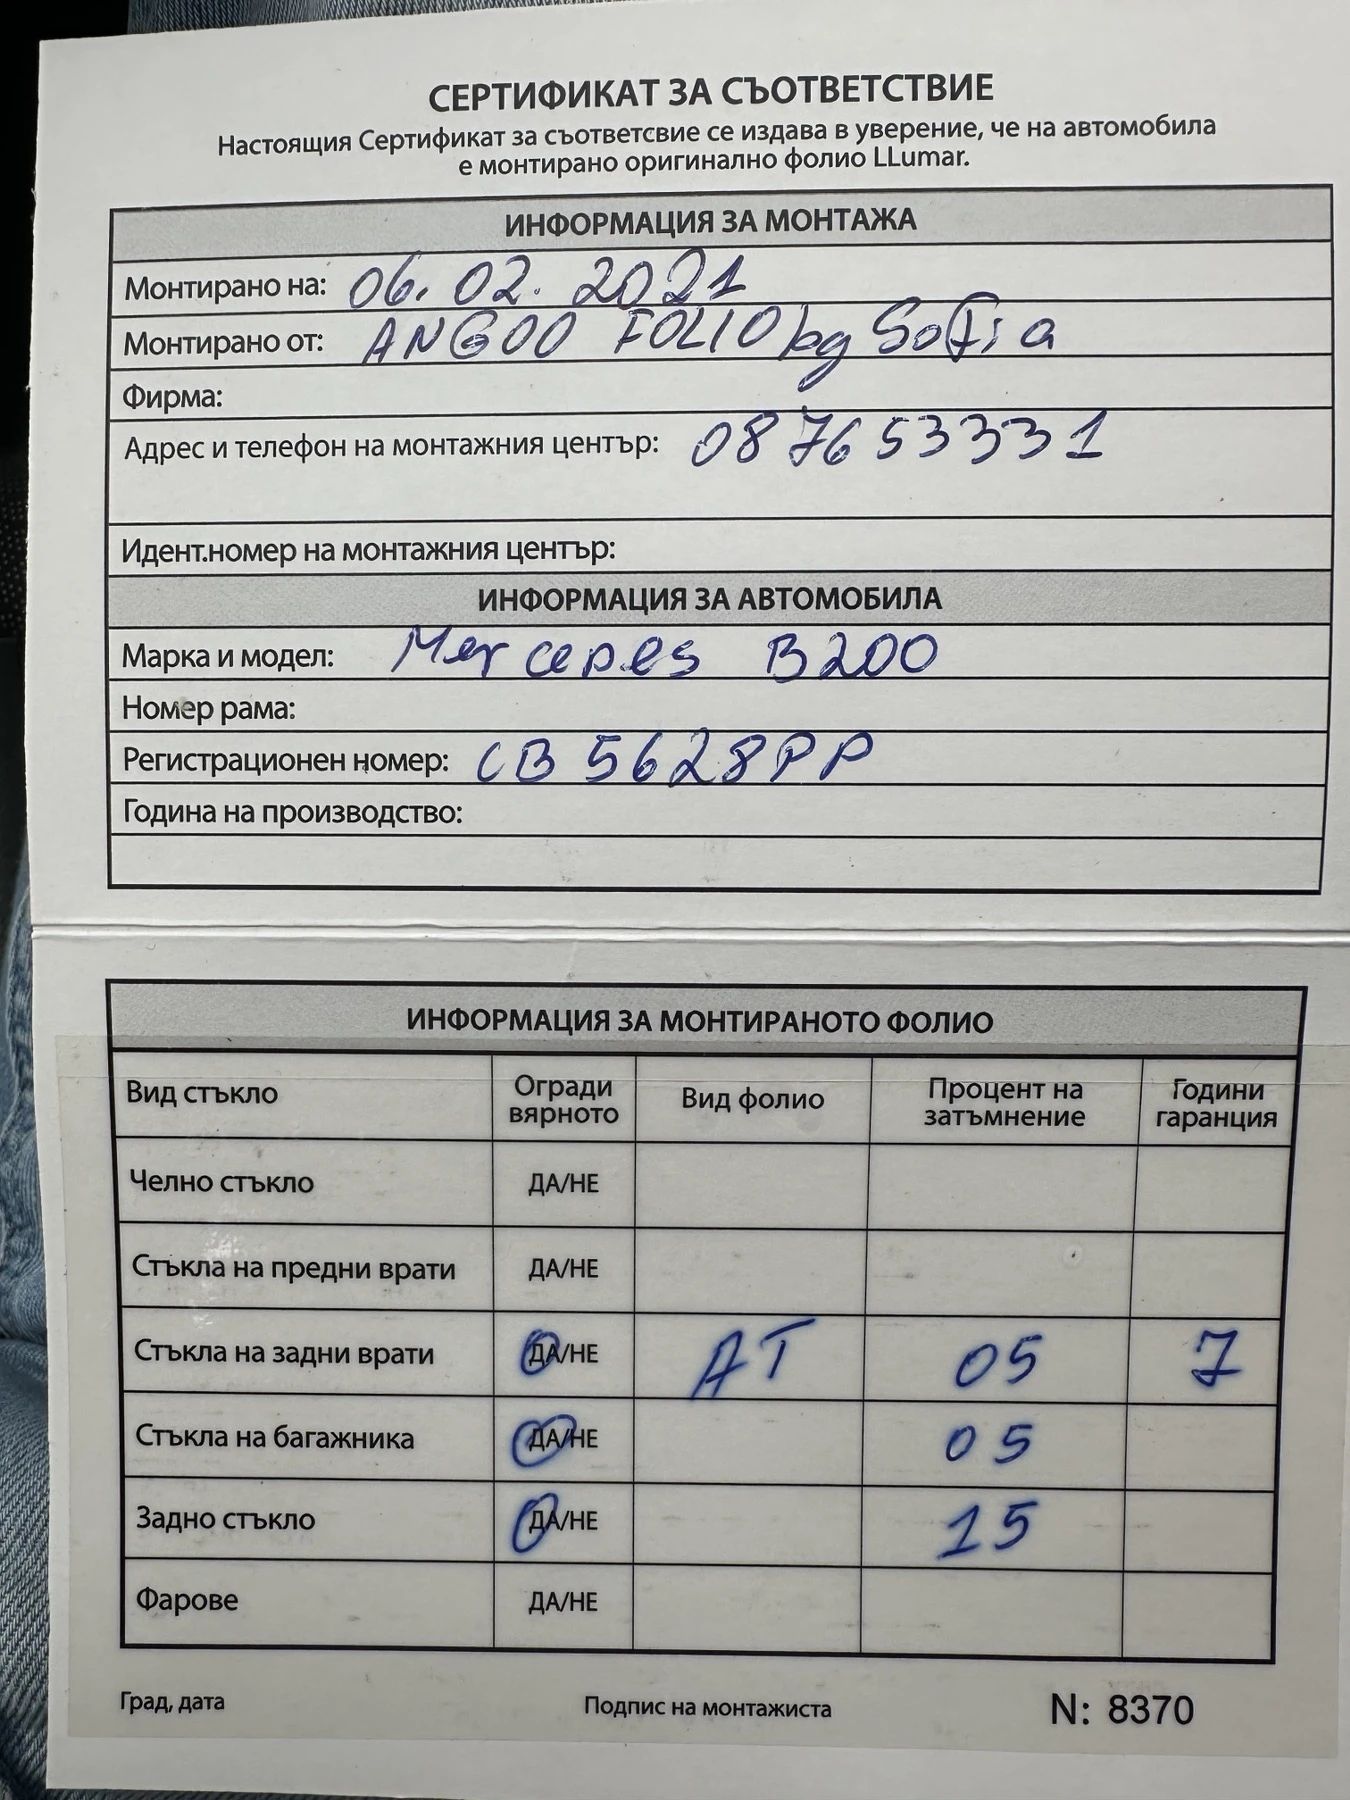 СЕРТИФИКАТ ЗА СЪОТВЕТСТВИЕ
Настоящия Сертификат за съответсвие се издава в уверение, че на автомобила
е монтирано оригинално фолио LLumar.
ИНФОРМАЦИЯ ЗА МОНТАЖА
Монтирано на: 06.02.2021
Монтирано от: ANGOO FOLIO bg Sofia
Фирма:
Адрес и телефон на монтажния център: 0876533331
Идент.номер на монтажния център:
ИНФОРМАЦИЯ ЗА АВТОМОБИЛА
Марка и модел: Mercedes B200
Номер рама:
Регистрационен номер: CB 5628PP
Година на производство:
ИНФОРМАЦИЯ ЗА МОНТИРАНОТО ФОЛИО
Вид стъкло Огради вярното Вид фолио Процент на затъмнение Години гаранция
Челно стъкло ДА/НЕ
Стъкла на предни врати ДА/НЕ
Стъкла на задни врати ДА/НЕ AT 05 7
Стъкла на багажника ДА/НЕ 05
Задно стъкло ДА/НЕ 15
Фарове ДА/НЕ
Град, дата Подпис на монтажиста N: 8370